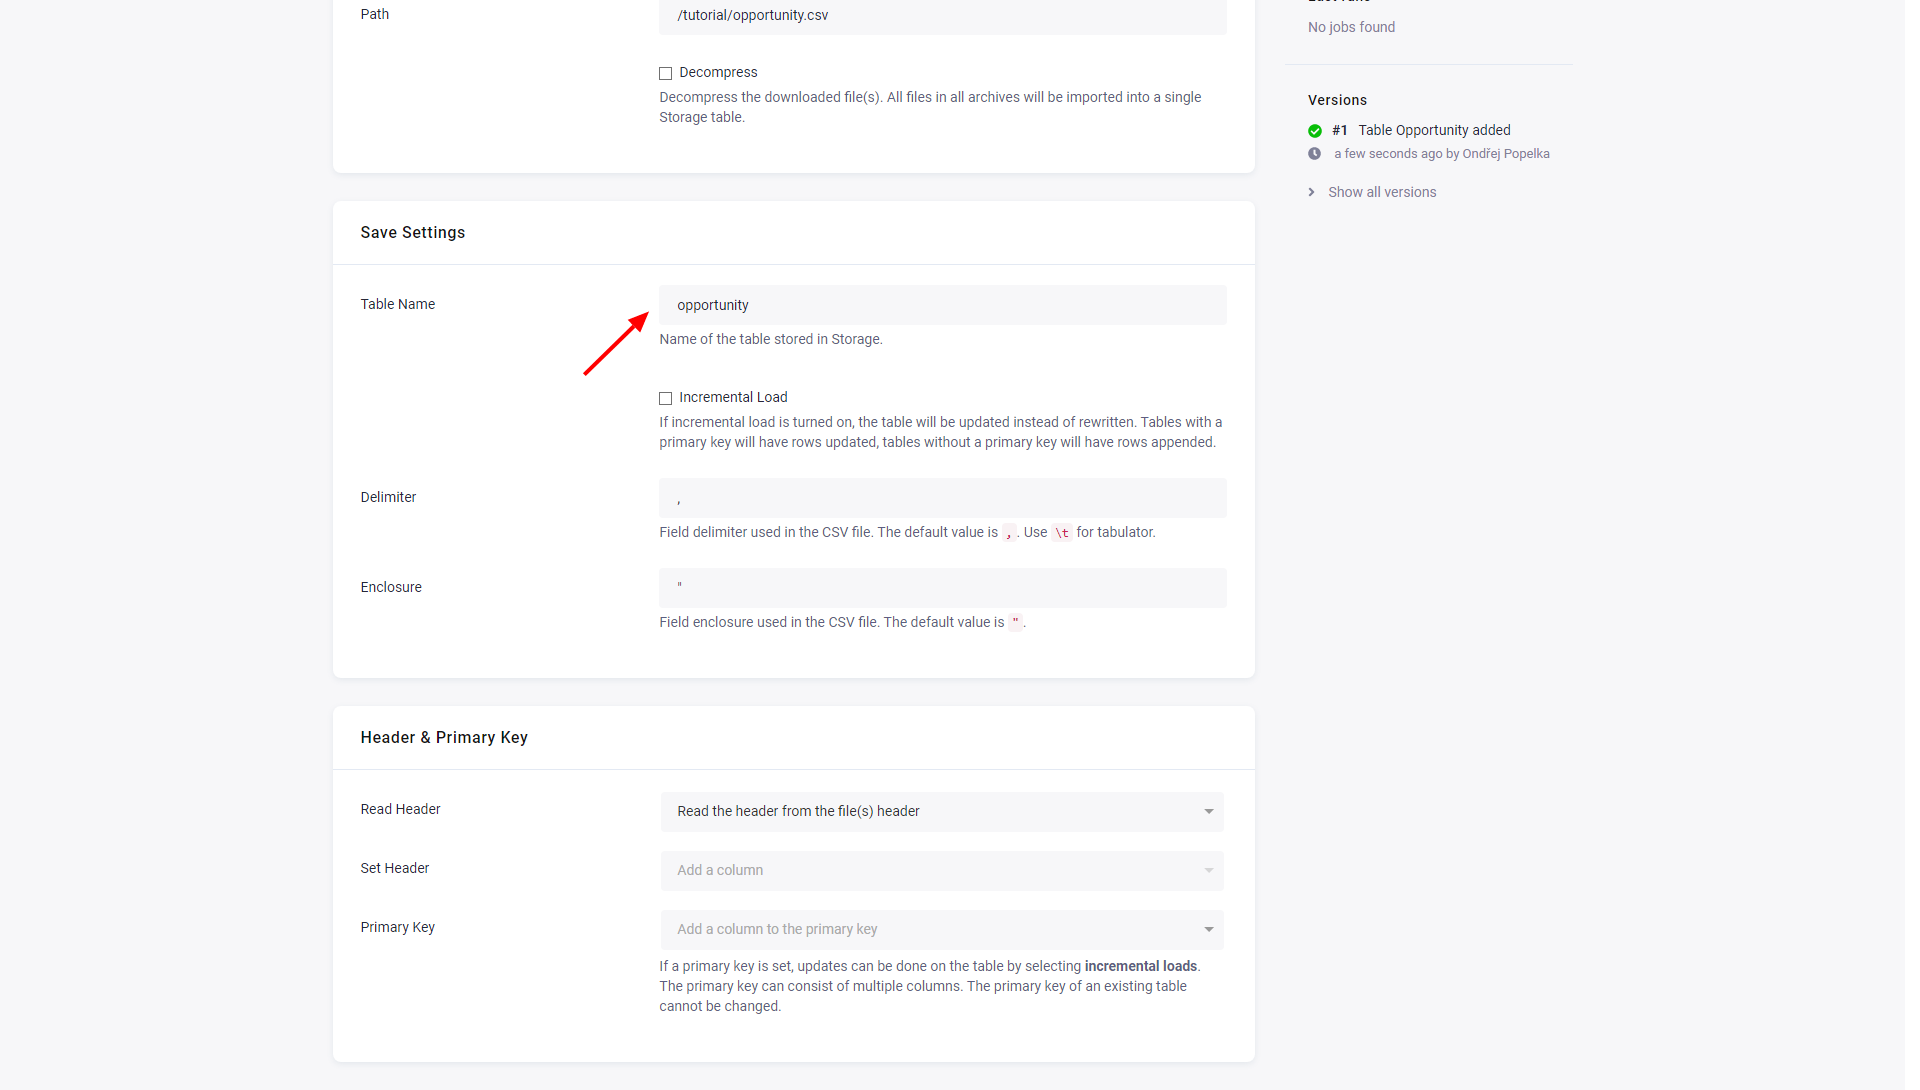 Path
/tutorial/opportunity.csv
Decompress
Decompress the downloaded file(s). All files in all archives will be imported into a single
Storage table.
Save Settings
Table Name
opportunity
Name of the table stored in Storage.
Incremental Load
If incremental load is turned on, the table will be updated instead of rewritten. Tables with a
primary key will have rows updated, tables without a primary key will have rows appended.
Delimiter
,
Field delimiter used in the CSV file. The default value is , . Use \t for tabulator.
Enclosure
"
Field enclosure used in the CSV file. The default value is " .
Header & Primary Key
Read Header
Read the header from the file(s) header
Set Header
Add a column
Primary Key
Add a column to the primary key
If a primary key is set, updates can be done on the table by selecting incremental loads.
The primary key can consist of multiple columns. The primary key of an existing table
cannot be changed.
No jobs found
Versions
#1 Table Opportunity added
a few seconds ago by Ondřej Popelka
Show all versions